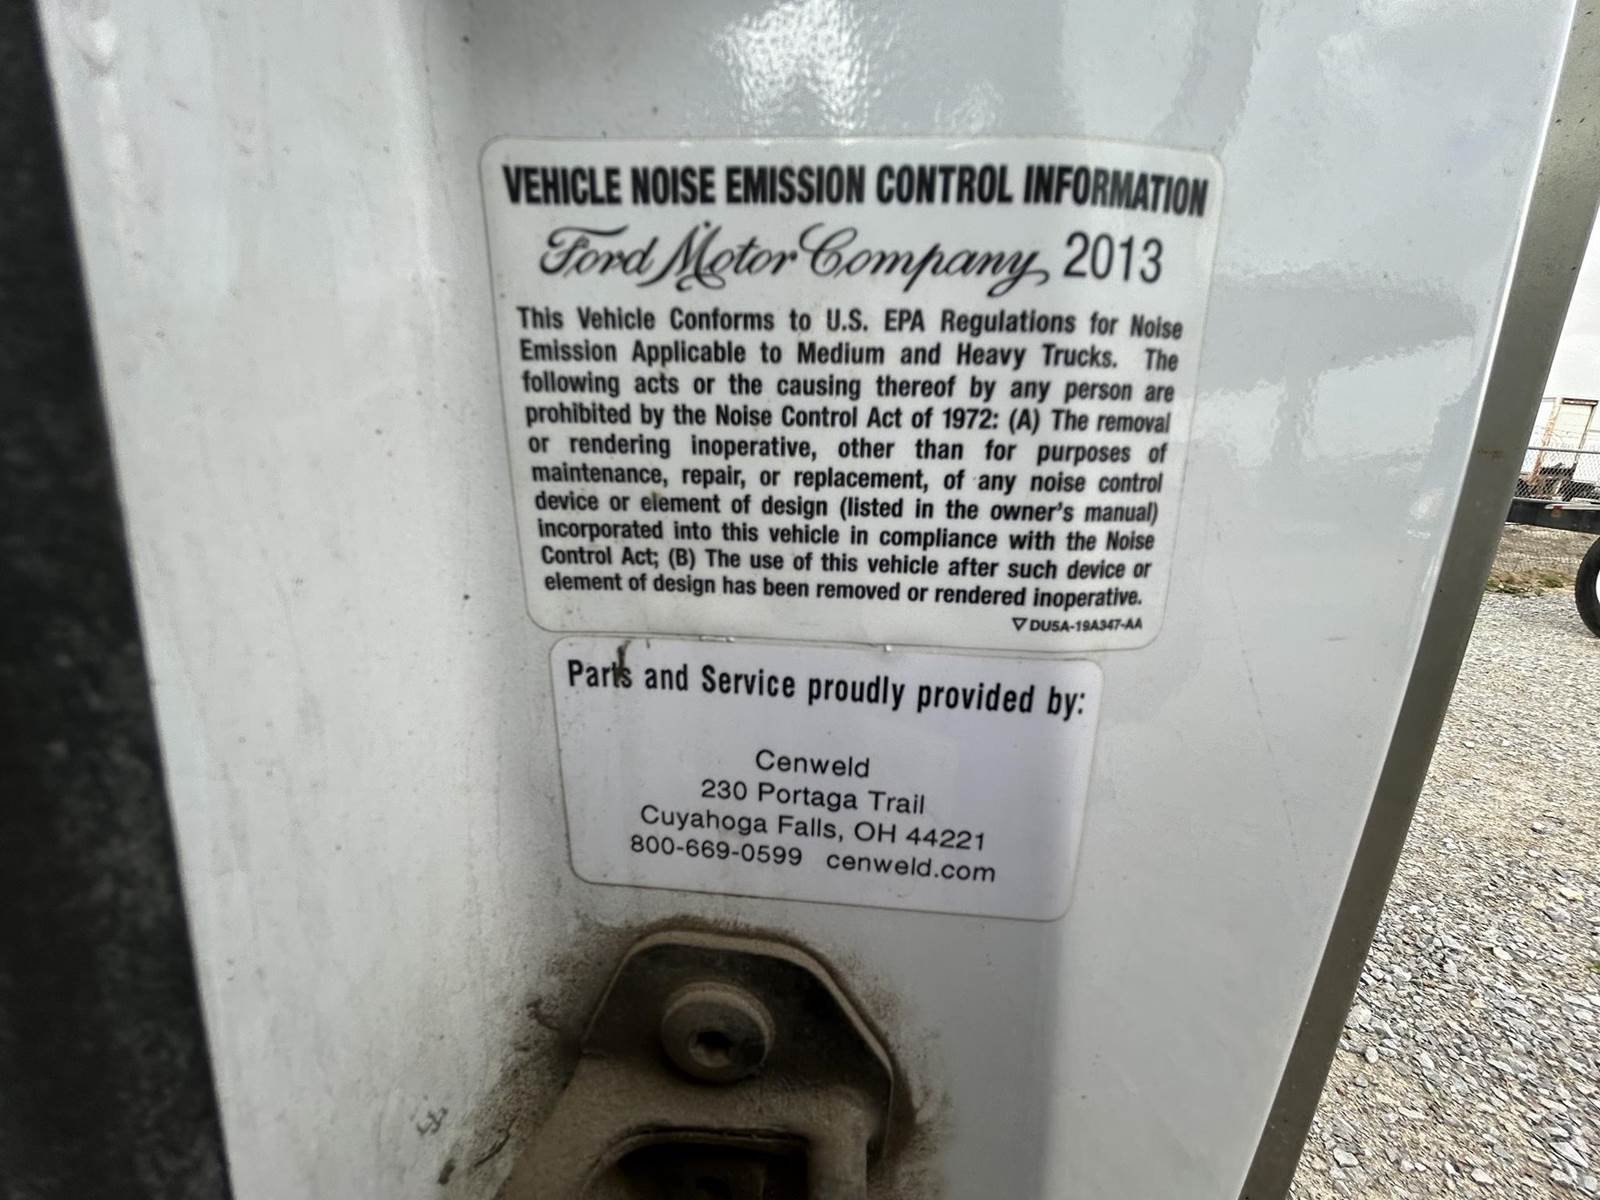 VEHICLE NOISE EMISSION CONTROL INFORMATION
Ford Motor Company, 2013
This Vehicle Conforms to U.S. EPA Regulations for Noise
Emission Applicable to Medium and Heavy Trucks. The
following acts or the causing thereof by any person are
prohibited by the Noise Control Act of 1972: (A) The removal
or rendering inoperative, other than for purposes of
maintenance, repair, or replacement, of any noise control
device or element of design (listed in the owner's manual)
incorporated into this vehicle in compliance with the Noise
Control Act; (B) The use of this vehicle after such device or
element of design has been removed or rendered inoperative.
▽ DU5A-19A347-AA
Parts and Service proudly provided by:
Cenweld
230 Portaga Trail
Cuyahoga Falls, OH 44221
800-669-0599 cenweld.com